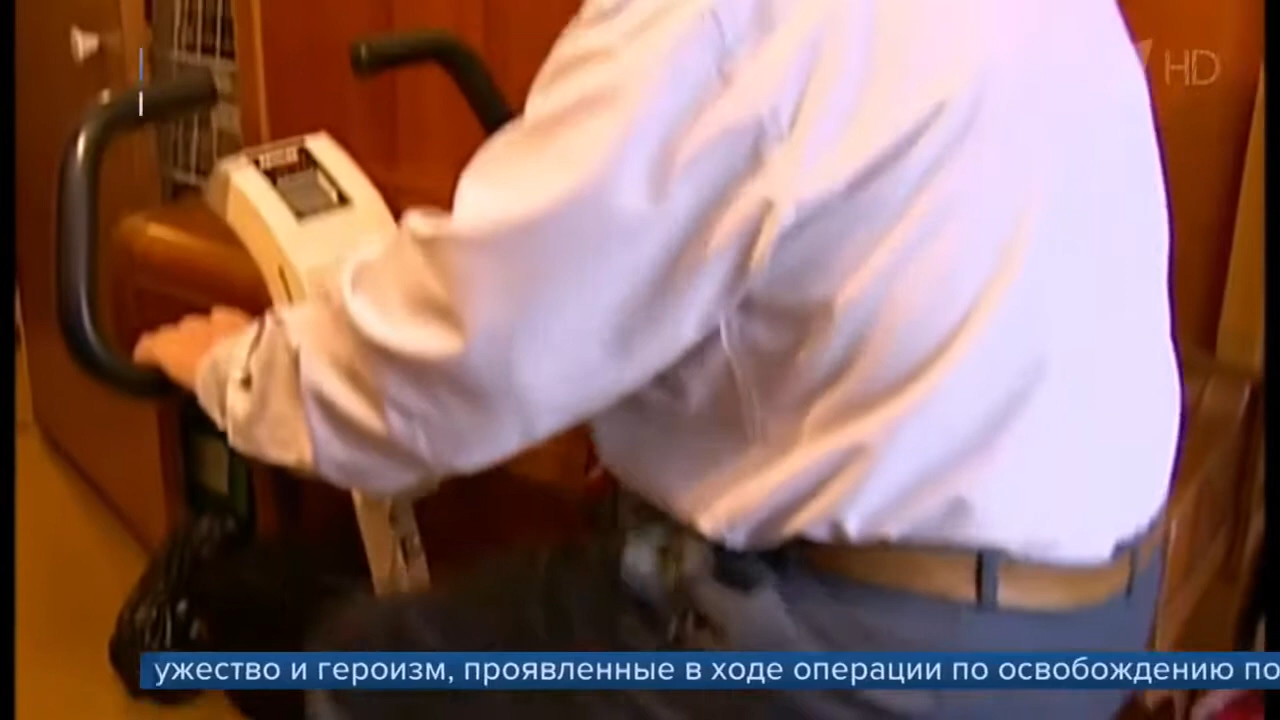 HD
ужество и героизм, проявленные в ходе операции по освобождению по